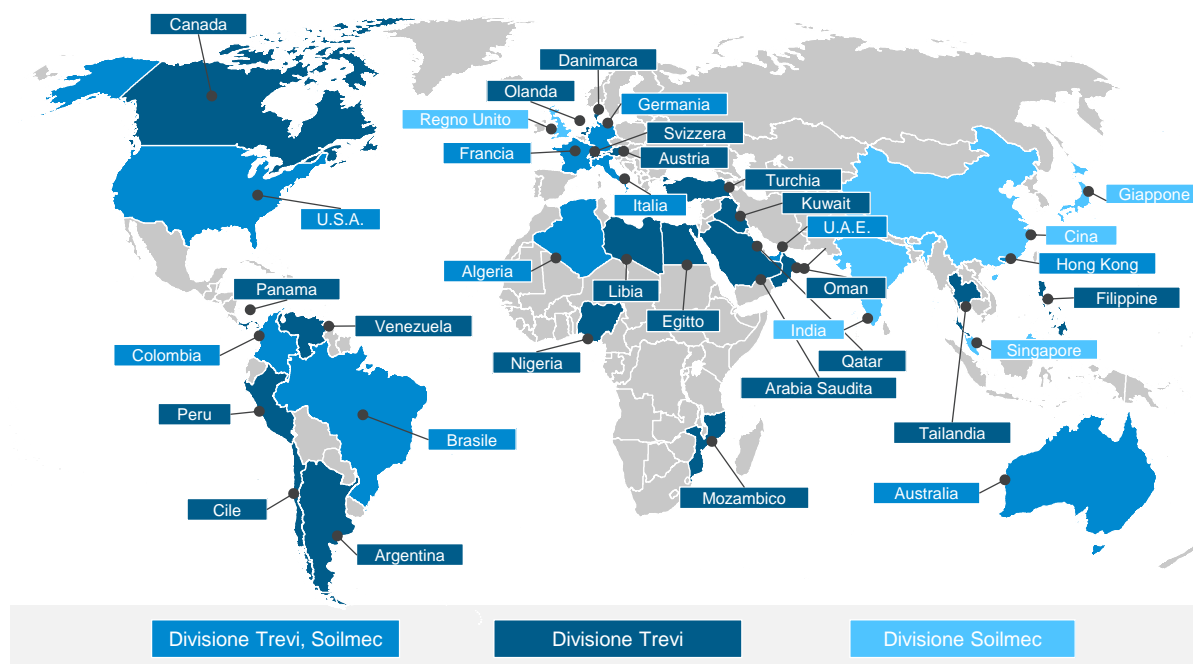 Canada
Danimarca
Olanda
Germania
Regno Unito
Svizzera
Francia
Austria
Turchia
Giappone
Italia
Kuwait
U.S.A.
U.A.E.
Cina
Algeria
Hong Kong
Panama
Libia
Oman
Filippine
Venezuela
Egitto
India
Colombia
Nigeria
Qatar
Singapore
Arabia Saudita
Peru
Brasile
Tailandia
Mozambico
Australia
Cile
Argentina
Divisione Trevi, Soilmec
Divisione Trevi
Divisione Soilmec